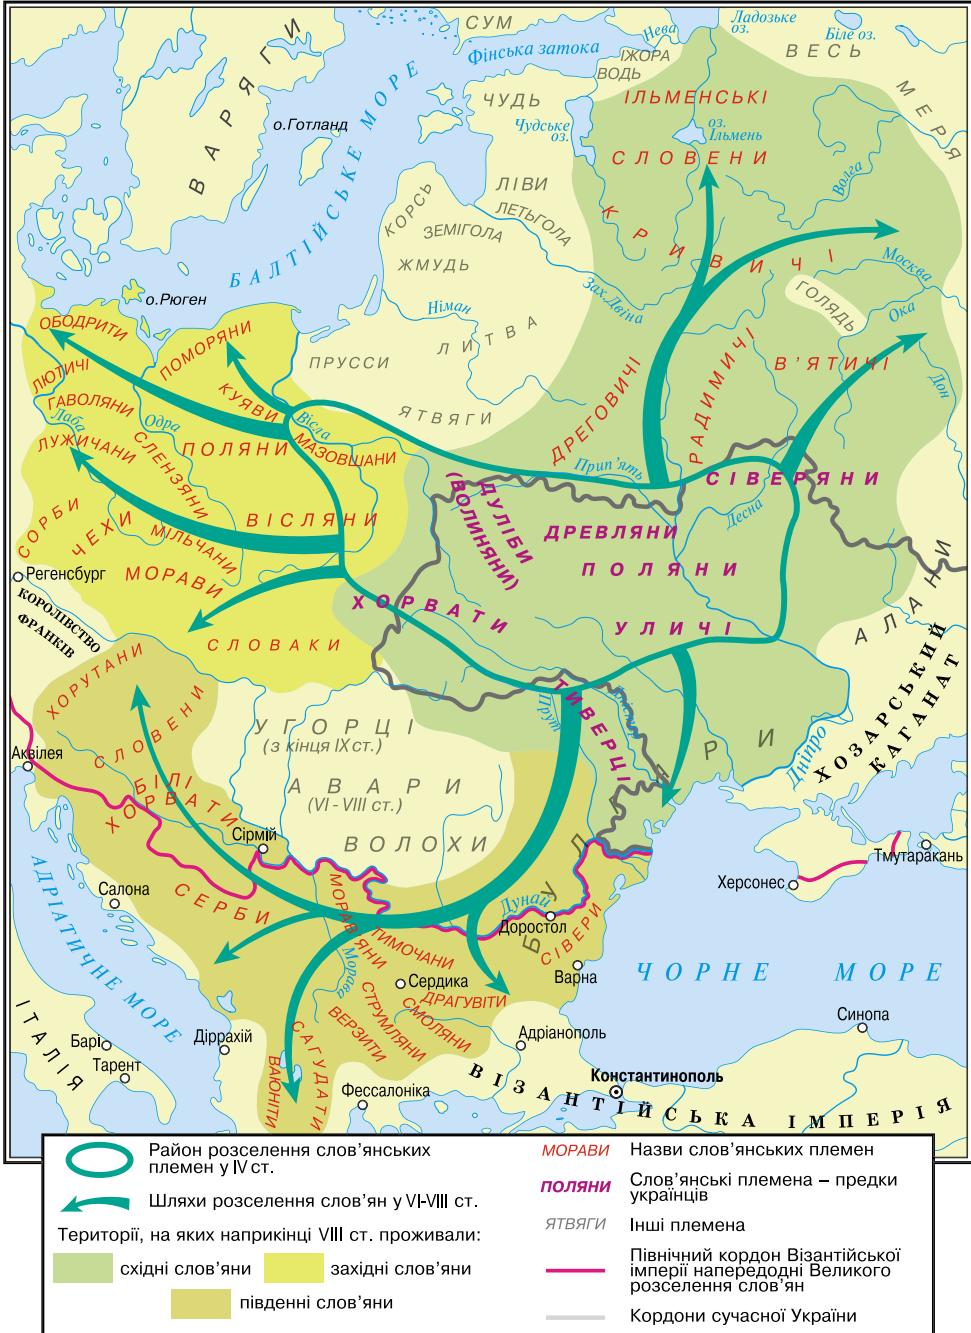 СУМ
Фінська затока
Нева
Ладозьке
оз.
Біле оз.
ВЕСЬ
ІЖОРА
ВОДЬ
ВАРЯГИ
ЧУДЬ
Чудське
оз.
ІЛЬМЕНСЬКІ
СЛОВЕНИ
оз.
Ільмень
МЕРЯ
о.Готланд
БАЛТІЙСЬКЕ МОРЕ
ЛІВИ
КОРСЬ
ЛЕТЬГОЛА
ЗЕМІГОЛА
ЖМУДЬ
Волга
КРИВИЧІ
Зах.Двіна
Москва
ГОЛЯДЬ
Ока
Дон
о.Рюген
Німан
ЛИТВА
ПРУССИ
ЯТВЯГИ
ОБОДРИТИ
ПОМОРЯНИ
ЛЮТИЧІ
ГАВОЛЯНИ
КУЯВИ
Вісла
Лаба
Одра
ЛУЖИЧАНИ
СЛЕНЗЯНИ
ПОЛЯНИ
МАЗОВШАНИ
ДРЕГОВИЧІ
РАДИМИЧІ
В'ЯТИЧІ
Прип'ять
СІВЕРЯНИ
Десна
ДУЛІБИ
(ВОЛИНЯНИ)
ДРЕВЛЯНИ
ПОЛЯНИ
СОРБИ
ЧЕХИ
МІЛЬЧАНИ
ВІСЛЯНИ
МОРАВИ
Регенсбург
КОРОЛІВСТВО
ФРАНКІВ
ХОРВАТИ
УЛИЧІ
СЛОВАКИ
АЛАНИ
ХОЗАРСЬКИЙ
КАГАНАТ
ХОРУТАНИ
СЛОВЕНИ
УГОРЦІ
(з кінця IX ст.)
АВАРИ
(VI - VIII ст.)
ВОЛОХИ
ТИВЕРЦІ
Прут
Дністер
Дніпро
БУЛГАРИ
Аквілея
БІЛІ
ХОРВАТИ
Сірмій
СЕРБИ
Салона
АДРІАТИЧНЕ МОРЕ
МОРАВ'ЯНИ
Морава
ТИМОЧАНИ
Дунай
Доростол
СІВЕРИ
Варна
Сердика
ДРАГУВІТИ
СМОЛЯНИ
СТРУМЛЯНИ
ВЕРЗИТИ
САГУДАТИ
ВАЮНІТИ
Херсонес
Тмутаракань
ЧОРНЕ МОРЕ
Синопа
ІТАЛІЯ
Барі
Тарент
Діррахій
Адріанополь
Фессалоніка
Константинополь
ВІЗАНТІЙСЬКА ІМПЕРІЯ
Район розселення слов'янських
племен у IV ст.
Шляхи розселення слов'ян у VI-VIII ст.
Території, на яких наприкінці VIII ст. проживали:
східні слов'яни
західні слов'яни
південні слов'яни
МОРАВИ
Назви слов'янських племен
ПОЛЯНИ
Слов'янські племена – предки
українців
ЯТВЯГИ
Інші племена
Північний кордон Візантійської
імперії напередодні Великого
розселення слов'ян
Кордони сучасної України